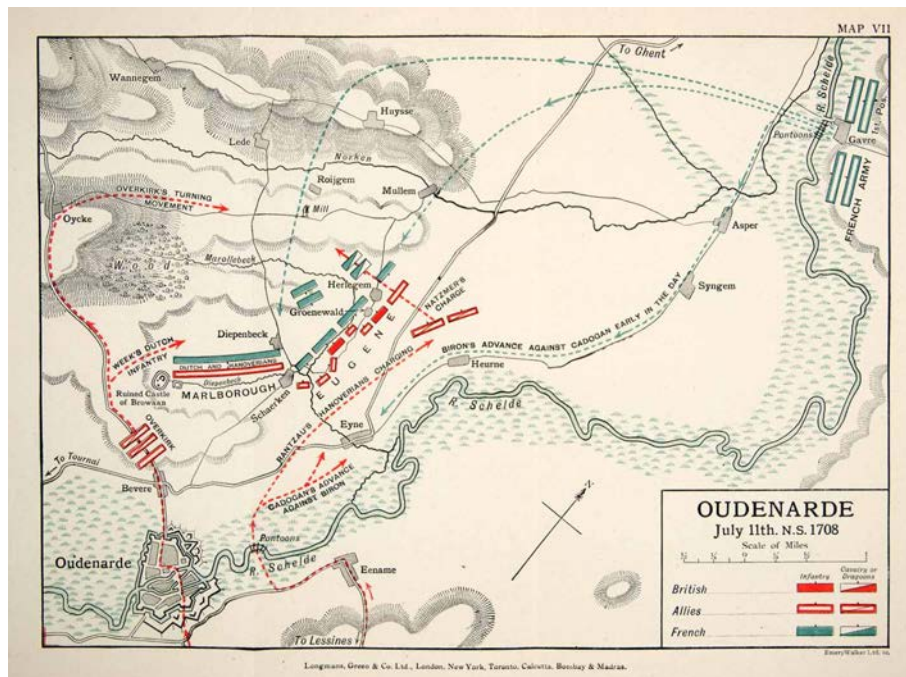 MAP VII
To Ghent
R. Schelde
Wannegem
Huysse
Lede
Pontoons
1st. Pos.
Gavre
Norken
Roijgem
Mullem
FRENCH ARMY
OVERKIRK'S TURNING
MOVEMENT
Oycke
Mill
Asper
Wood
Marollebeck
Herlegem
Syngem
Groenewald
NATZMER'S
CHARGE
EUGENE
BIRON'S ADVANCE AGAINST CADOGAN EARLY IN THE DAY
Diepenbeck
WEEK'S DUTCH
INFANTRY
DUTCH AND HANOVERIANS
Heurne
Diepenbeck
MARLBOROUGH
Ruined Castle
of Browaan
Schaerken
RANTZAU'S HANOVERIANS CHARGING
R. Schelde
OVERKIRK
Eyne
To Tournai
Bevere
CADOGAN'S ADVANCE
AGAINST BIRON
N.
Oudenarde
Pontoons
R. Schelde
Eename
To Lessines
OUDENARDE
July 11th. N.S. 1708
Scale of Miles
Infantry
Cavalry or
Dragoons
British
Allies
French
Emery Walker Ltd. sc.
Longmans, Green & Co. Ltd., London, New York, Toronto, Calcutta, Bombay & Madras.